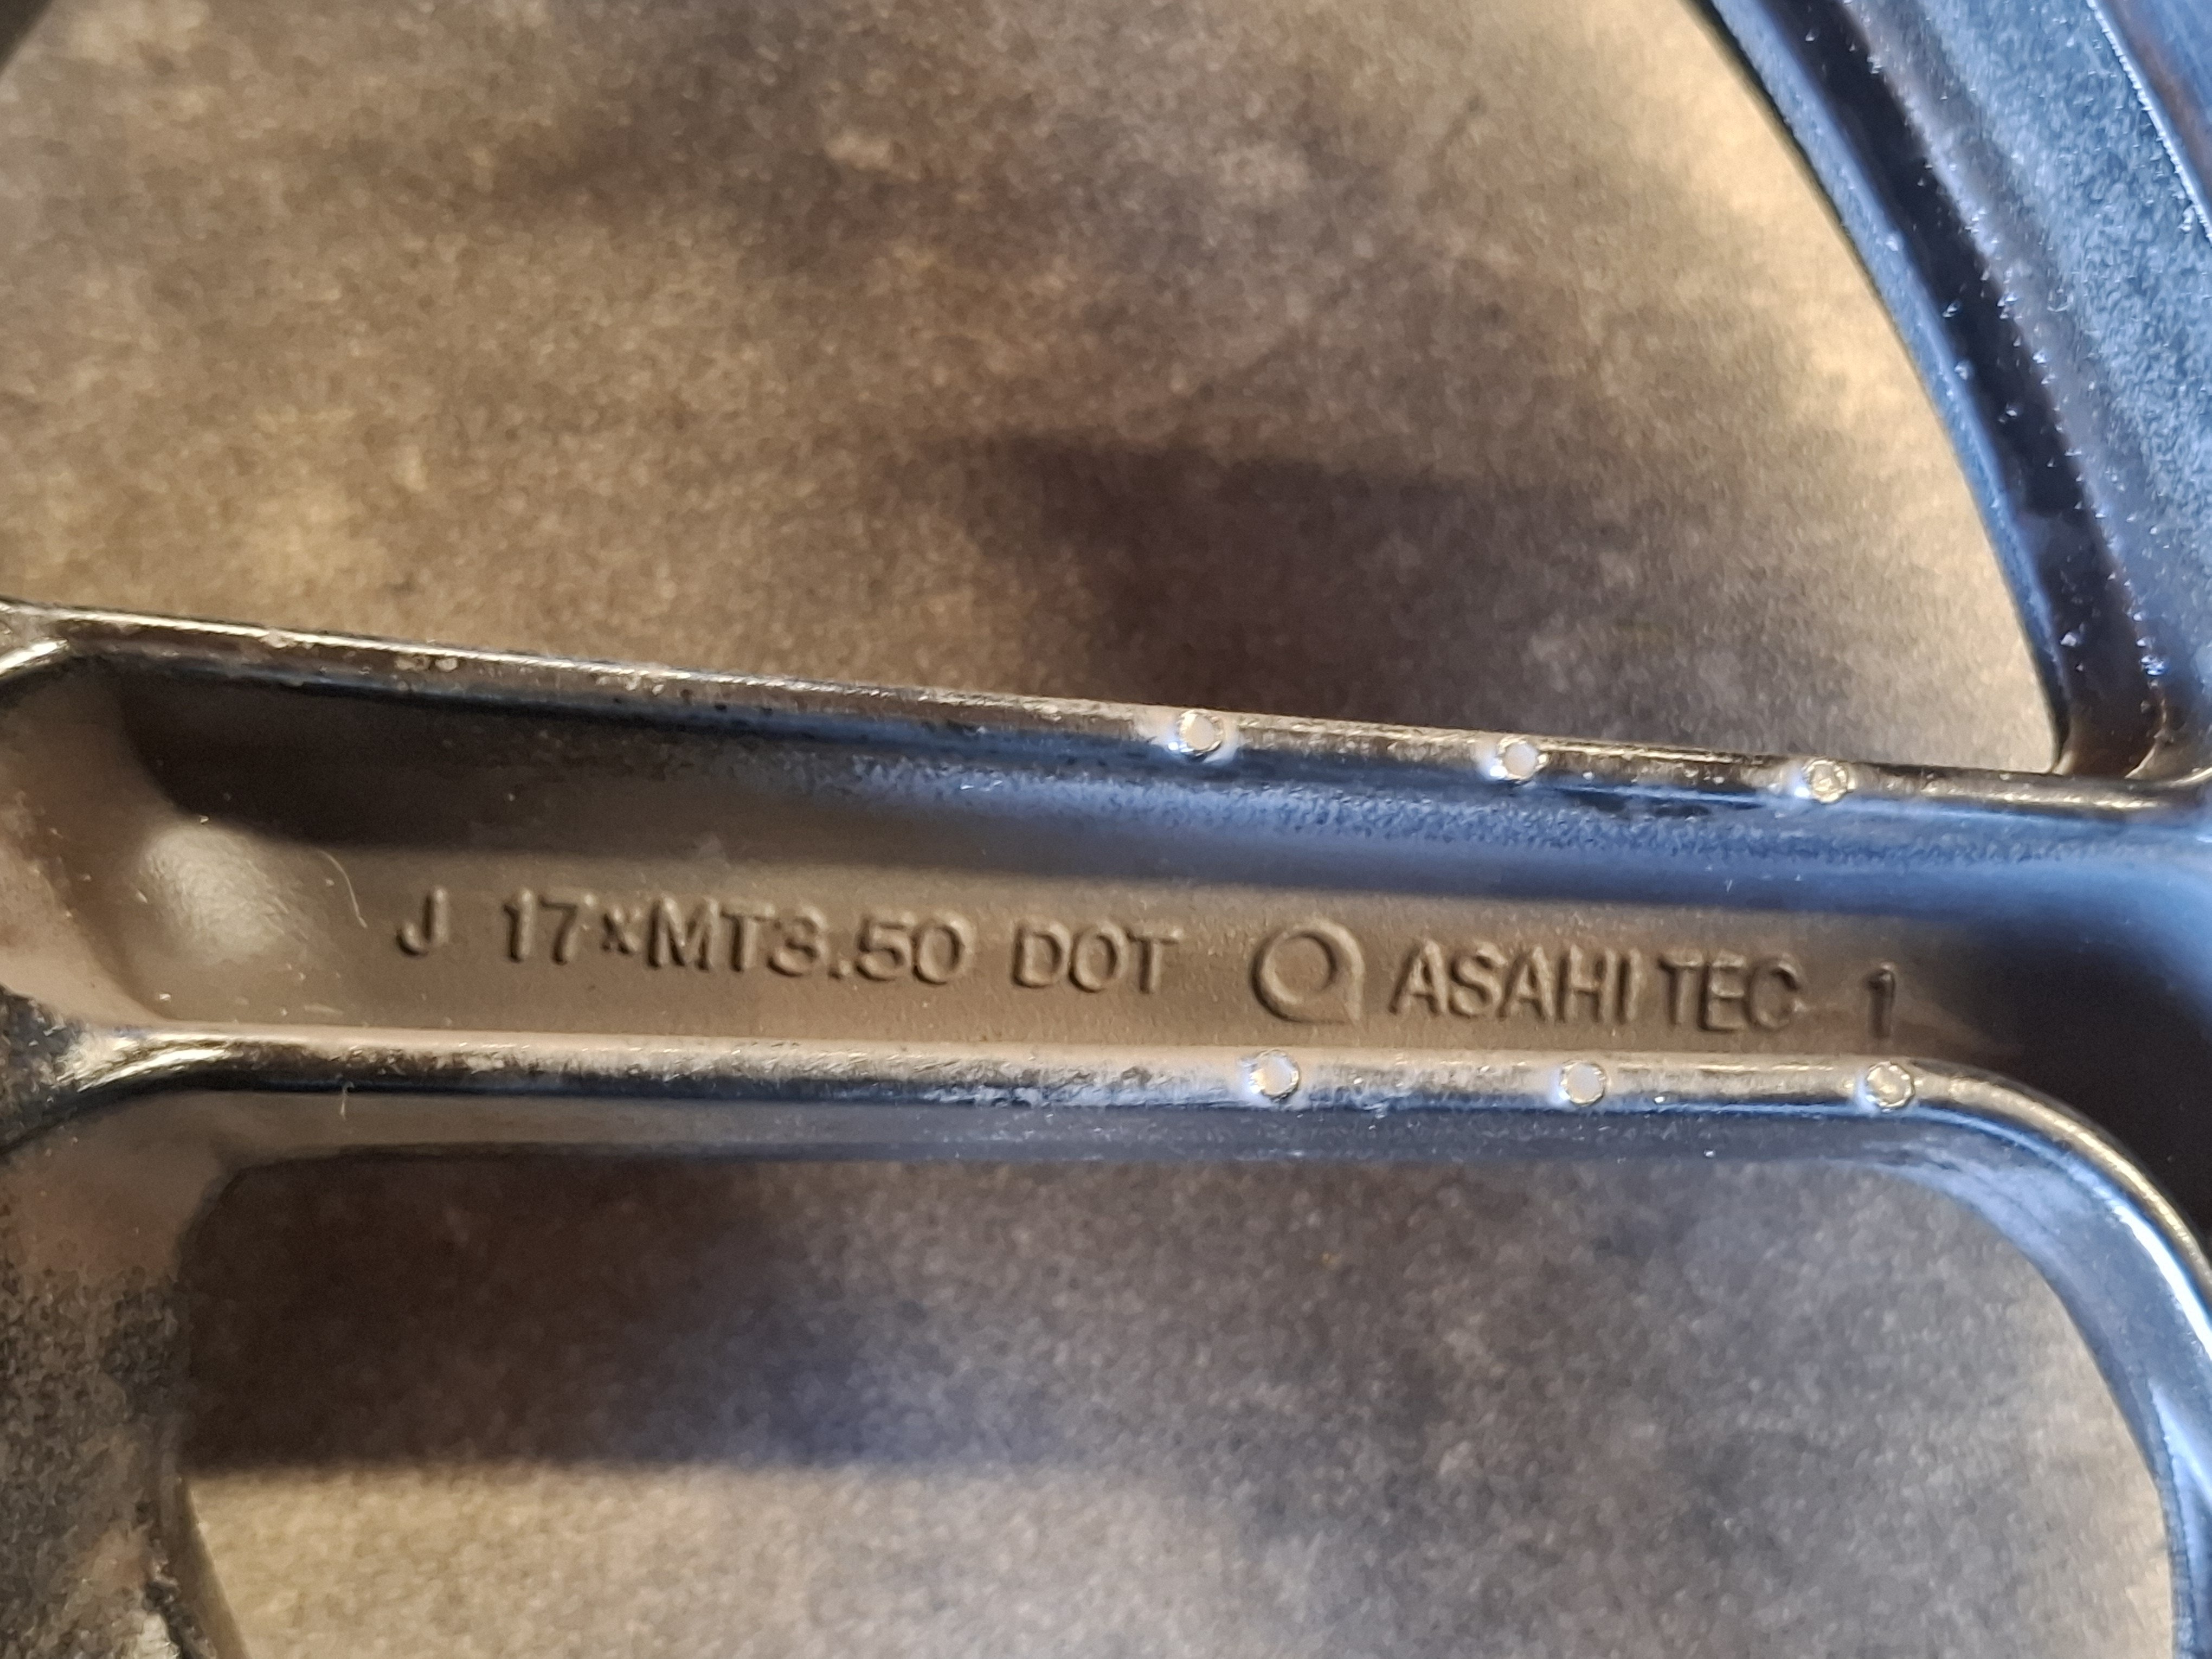 J 17×MT3.50 DOT ASAHI TEC 1